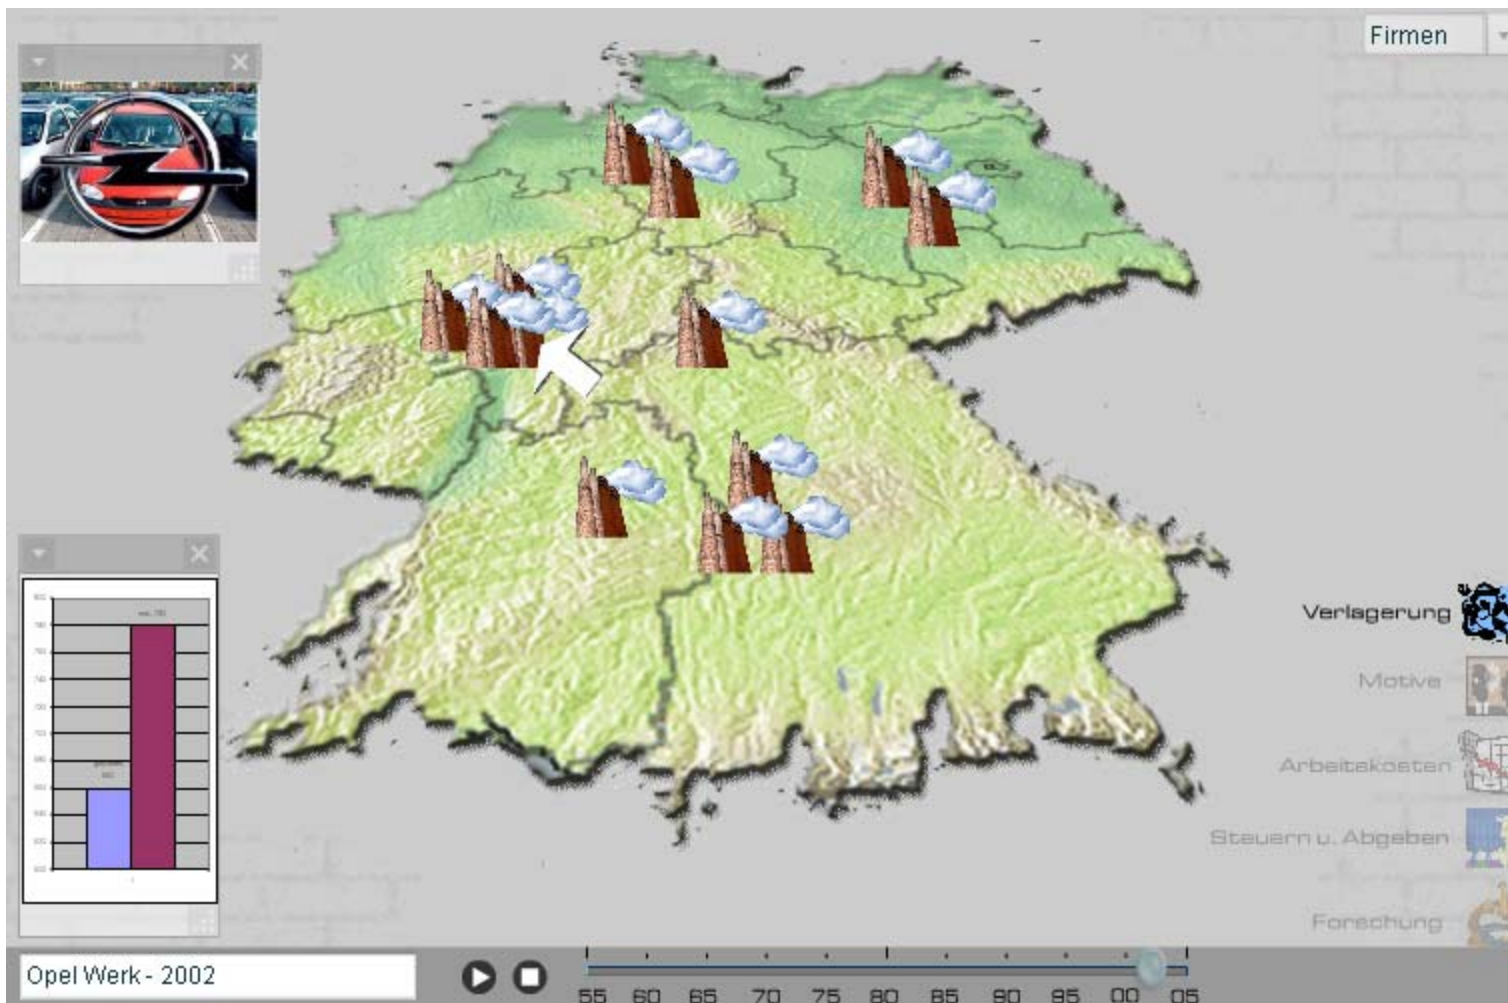 Firmen
Verlagerung
Motive
Arbeitskosten
Steuern u. Abgaben
Forschung
Opel Werk - 2002
55 60 65 70 75 80 85 90 95 00 05